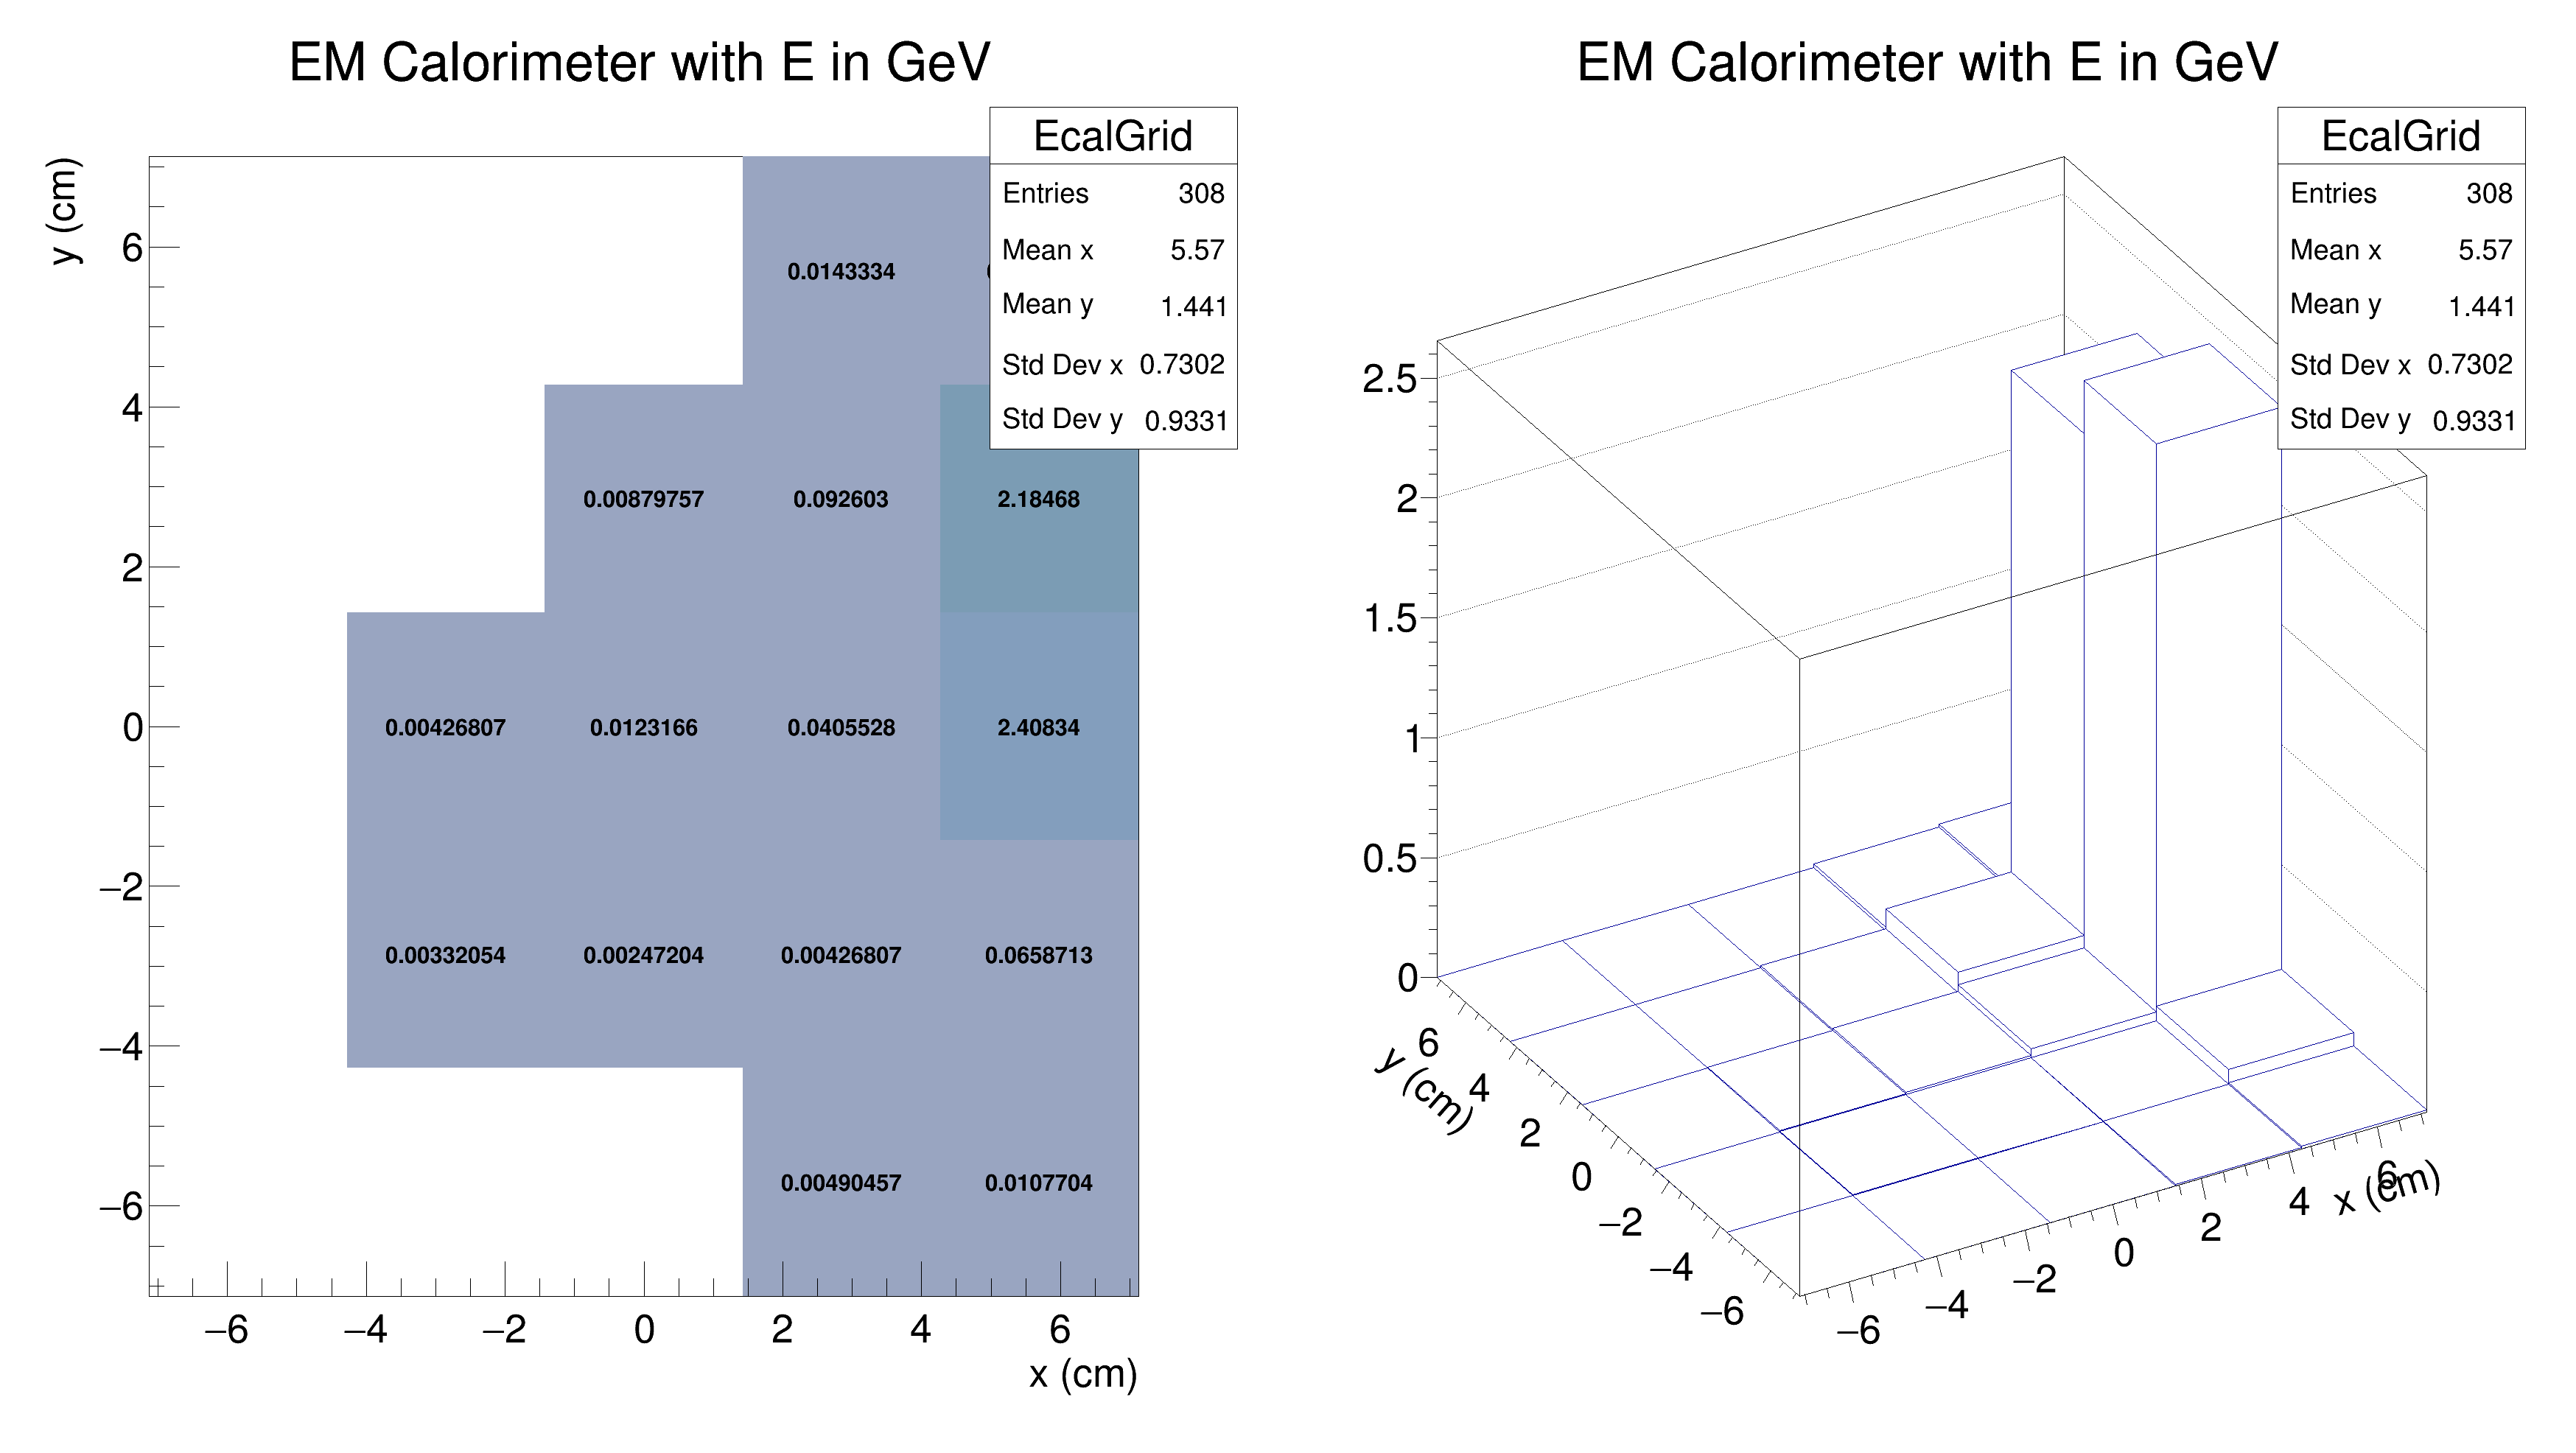 EM Calorimeter with E in GeV
EcalGrid
Entries 308
Mean x 5.57
Mean y 1.441
Std Dev x 0.7302
Std Dev y 0.9331
y (cm)
6
4
2
0
−2
−4
−6
0.0143334
0.00879757 0.092603 2.18468
0.00426807 0.0123166 0.0405528 2.40834
0.00332054 0.00247204 0.00426807 0.0658713
0.00490457 0.0107704
−6 −4 −2 0 2 4 6
x (cm)
EM Calorimeter with E in GeV
EcalGrid
Entries 308
Mean x 5.57
Mean y 1.441
Std Dev x 0.7302
Std Dev y 0.9331
2.5
2
1.5
1
0.5
0
y (cm)
6
4
2
0
−2
−4
−6
−6 −4 −2 0 2 4 6
x (cm)